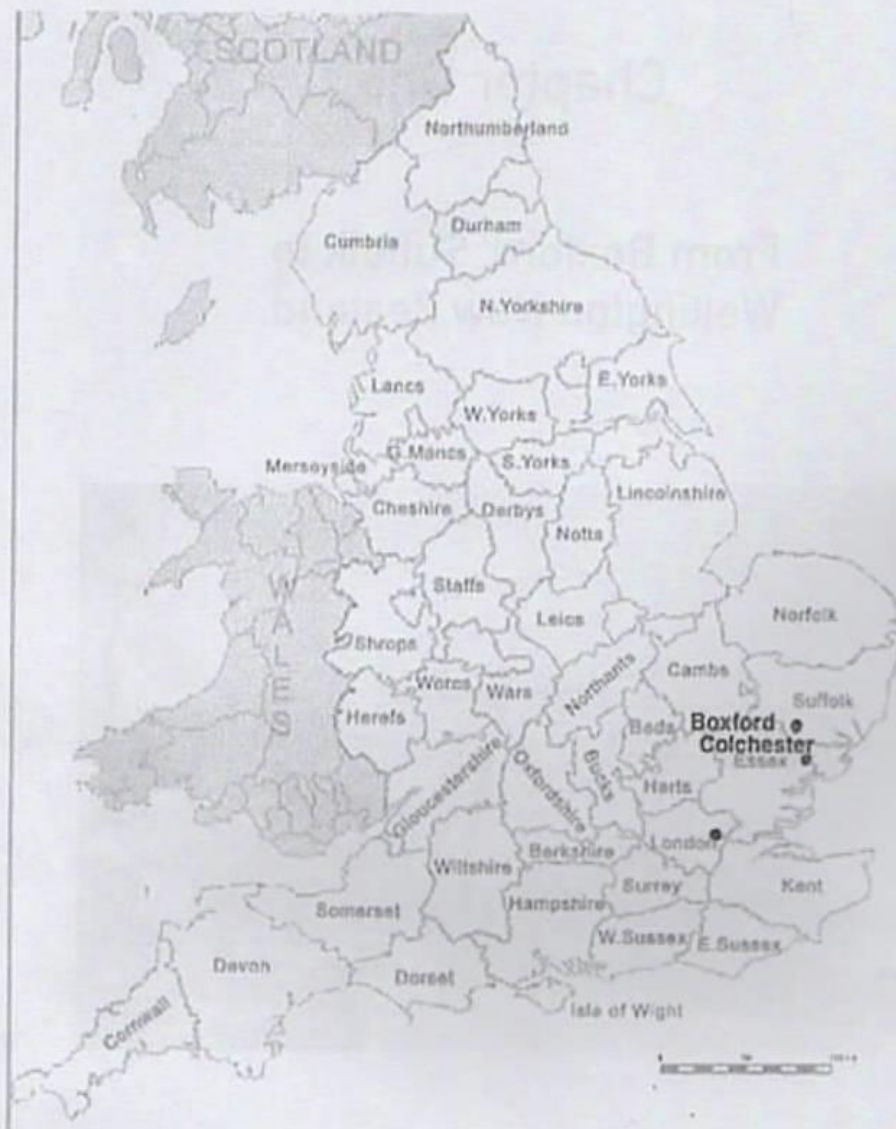 SCOTLAND
Northumberland
Durham
Cumbria
N.Yorkshire
Lancs
E.Yorks
W.Yorks
G.Mancs
S.Yorks
Merseyside
Lincolnshire
Cheshire
Derbys
Notts
Staffs
Leics
Norfolk
WALES
Shrops
Cambs
Worcs
Wars
Northants
Suffolk
Herefs
Beds
Boxford
Colchester
Essex
Gloucestershire
Oxfordshire
Bucks
Herts
London
Berkshire
Wiltshire
Surrey
Kent
Hampshire
Somerset
W.Sussex
E.Sussex
Devon
Dorset
Isle of Wight
Cornwall